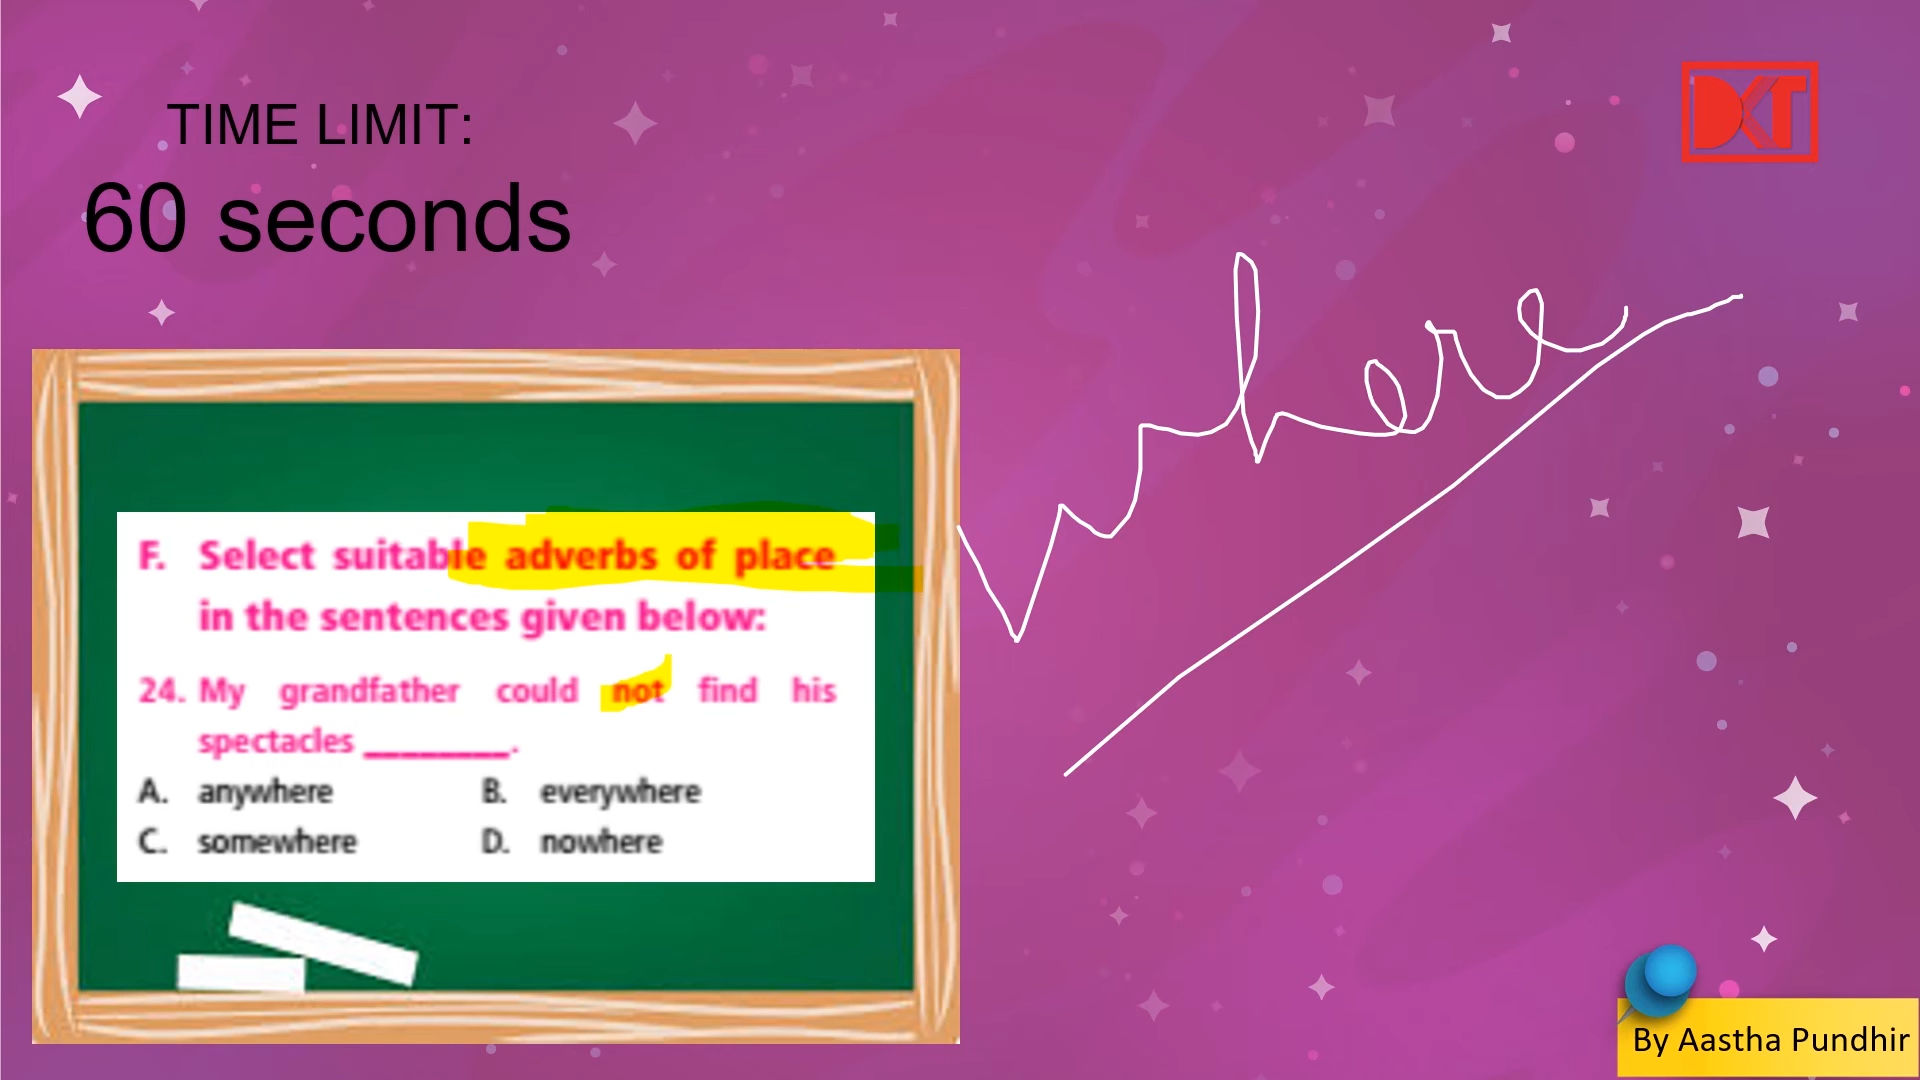 TIME LIMIT:
60 seconds
DKT
where
F. Select suitable adverbs of place
in the sentences given below:
24. My grandfather could not find his
spectacles ________.
A. anywhere B. everywhere
C. somewhere D. nowhere
By Aastha Pundhir